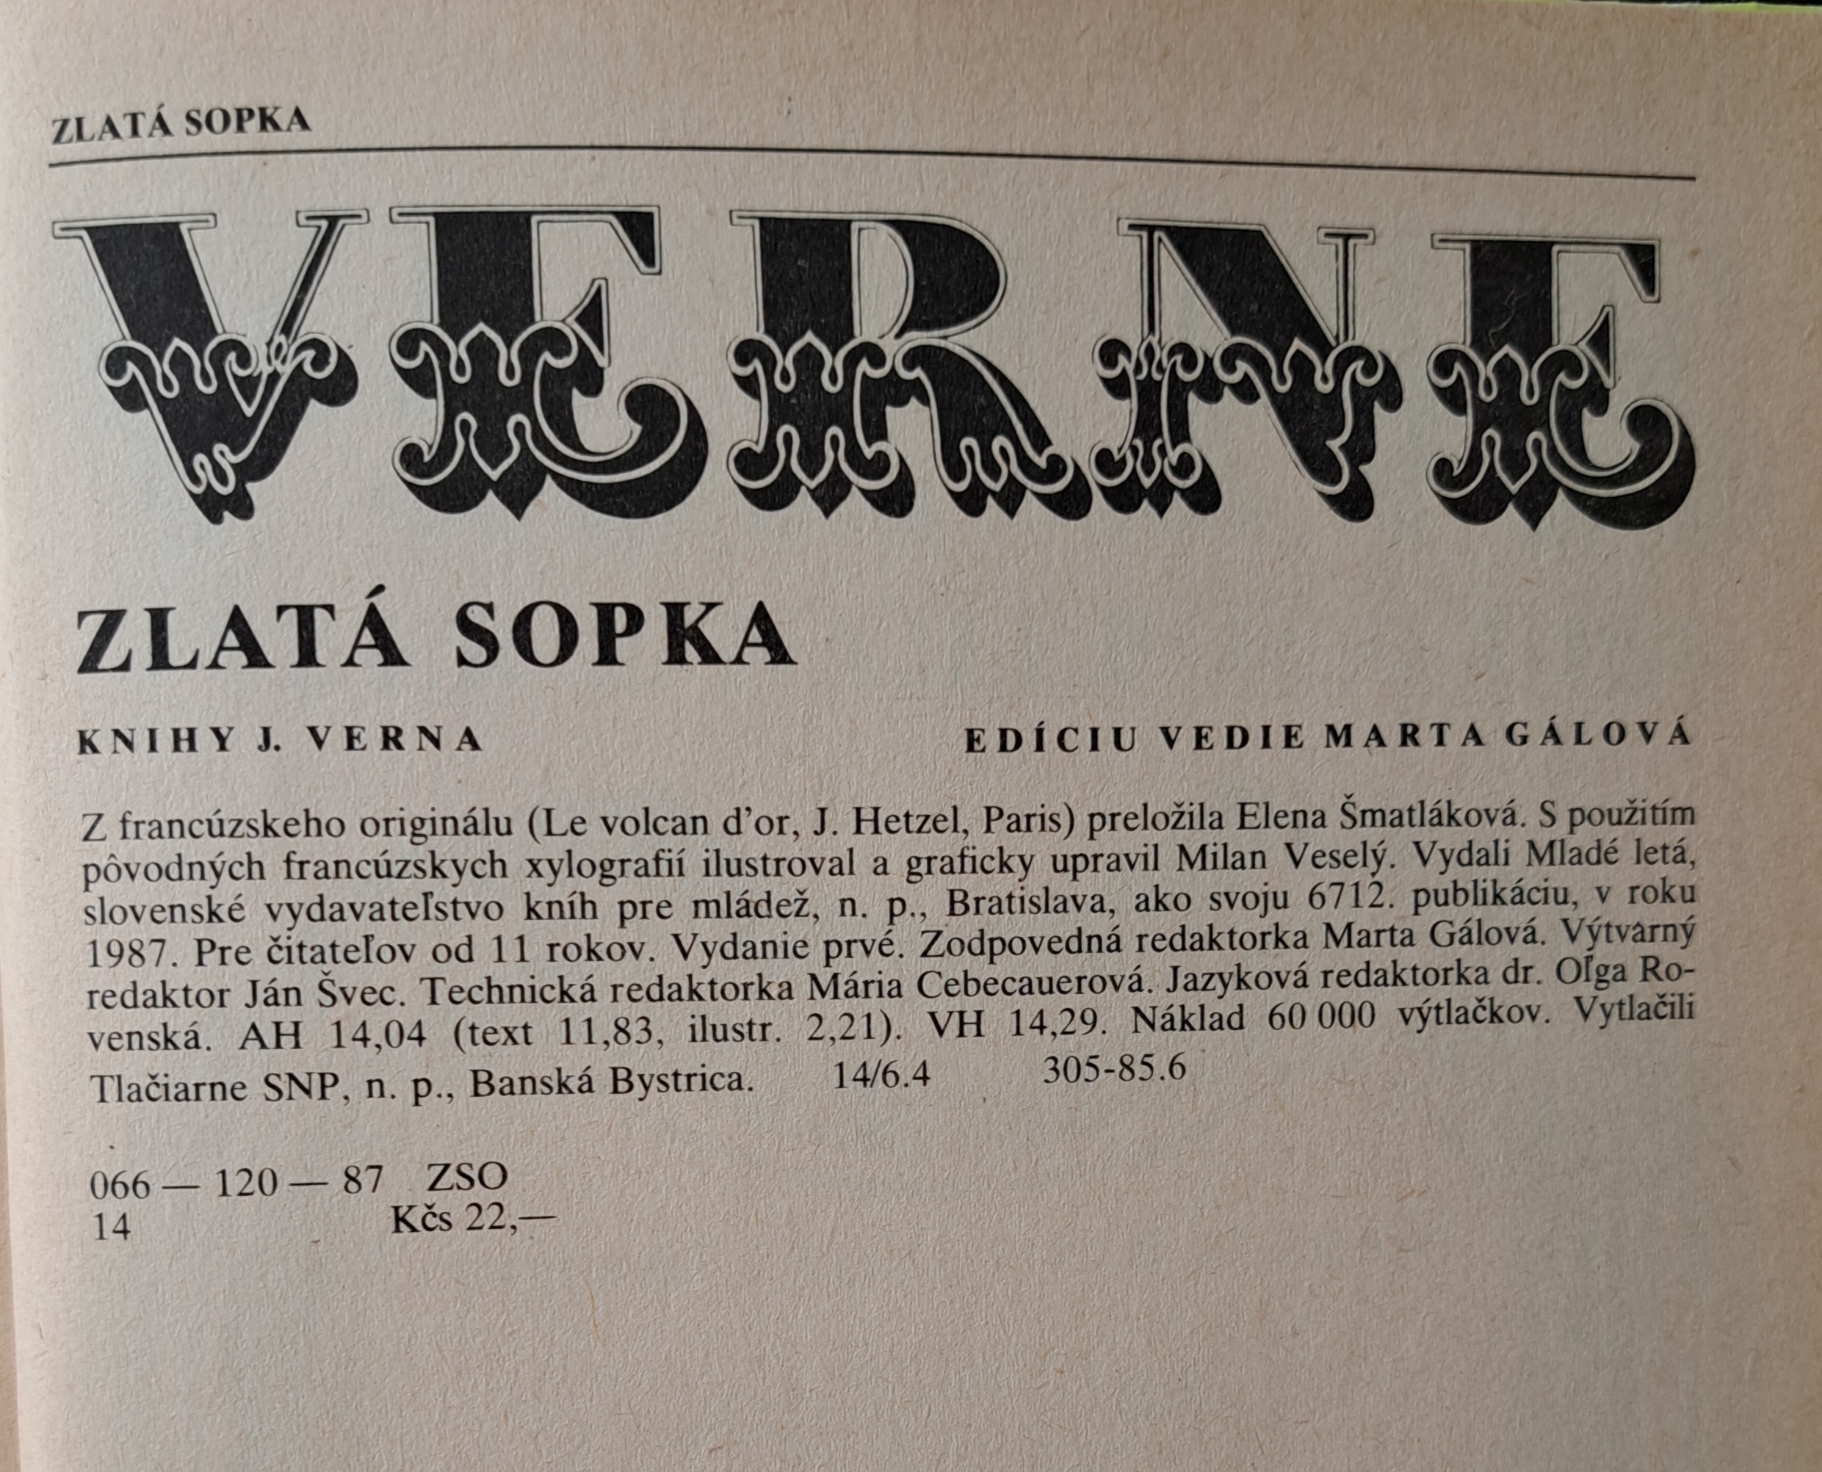 ZLATÁ SOPKA
VERNE
ZLATÁ SOPKA
KNIHY J. VERNA EDÍCIU VEDIE MARTA GÁLOVÁ
Z francúzskeho originálu (Le volcan d’or, J. Hetzel, Paris) preložila Elena Šmatláková. S použitím
pôvodných francúzskych xylografií ilustroval a graficky upravil Milan Veselý. Vydali Mladé letá,
slovenské vydavateľstvo kníh pre mládež, n. p., Bratislava, ako svoju 6712. publikáciu, v roku
1987. Pre čitateľov od 11 rokov. Vydanie prvé. Zodpovedná redaktorka Marta Gálová. Výtvarný
redaktor Ján Švec. Technická redaktorka Mária Cebecauerová. Jazyková redaktorka dr. Oľga Ro-
venská. AH 14,04 (text 11,83, ilustr. 2,21). VH 14,29. Náklad 60 000 výtlačkov. Vytlačili
Tlačiarne SNP, n. p., Banská Bystrica. 14/6.4 305-85.6
066 — 120 — 87 ZSO
14 Kčs 22,—